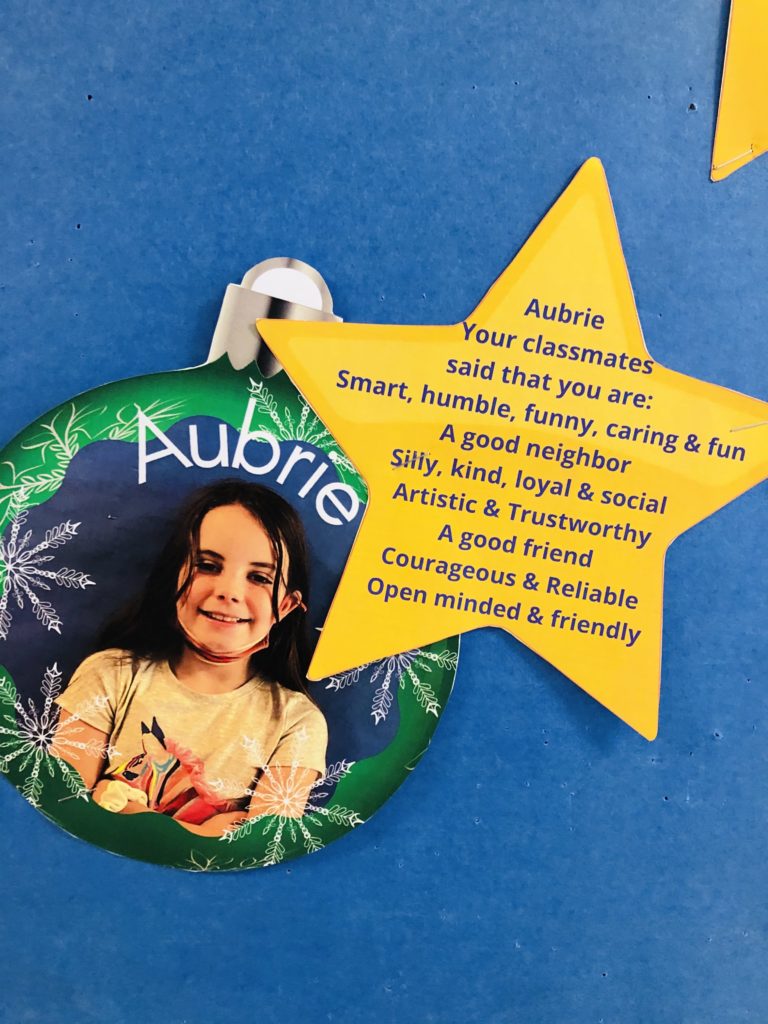 Aubrie
Aubrie
Your classmates
said that you are:
Smart, humble, funny, caring & fun
A good neighbor
Silly, kind, loyal & social
Artistic & Trustworthy
A good friend
Courageous & Reliable
Open minded & friendly